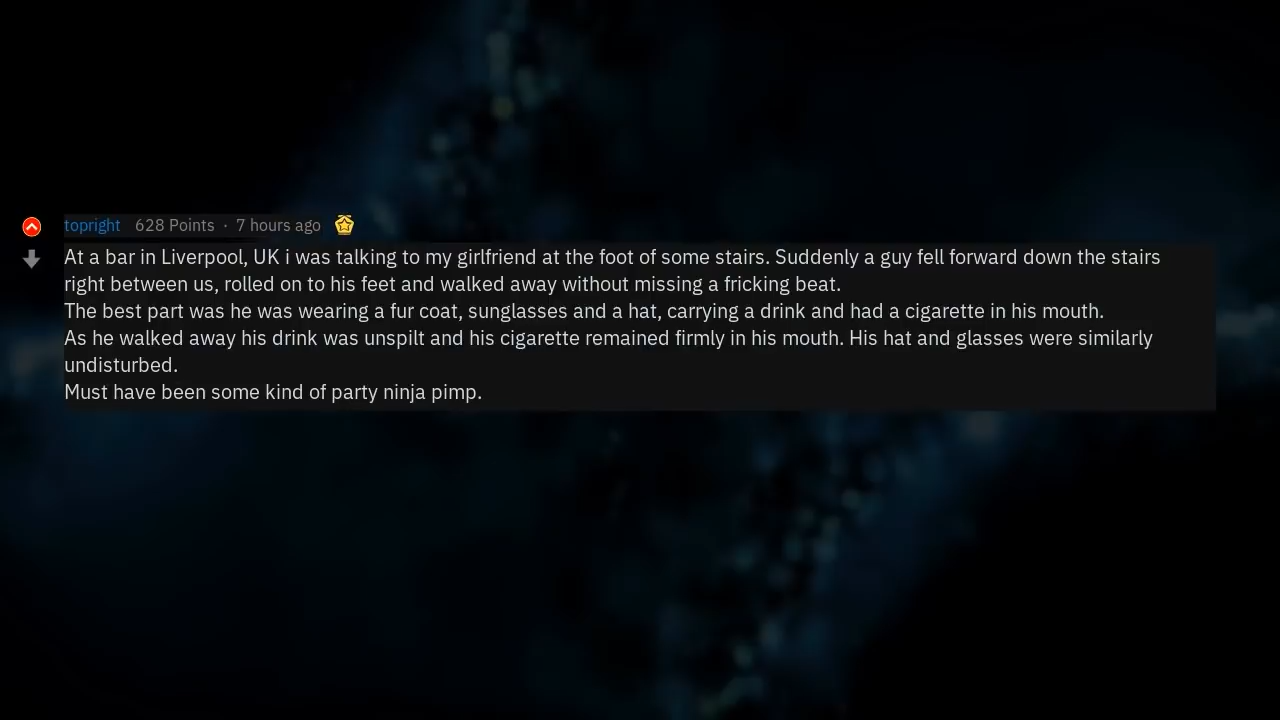 topright 628 Points · 7 hours ago
At a bar in Liverpool, UK i was talking to my girlfriend at the foot of some stairs. Suddenly a guy fell forward down the stairs
right between us, rolled on to his feet and walked away without missing a fricking beat.
The best part was he was wearing a fur coat, sunglasses and a hat, carrying a drink and had a cigarette in his mouth.
As he walked away his drink was unspilt and his cigarette remained firmly in his mouth. His hat and glasses were similarly
undisturbed.
Must have been some kind of party ninja pimp.